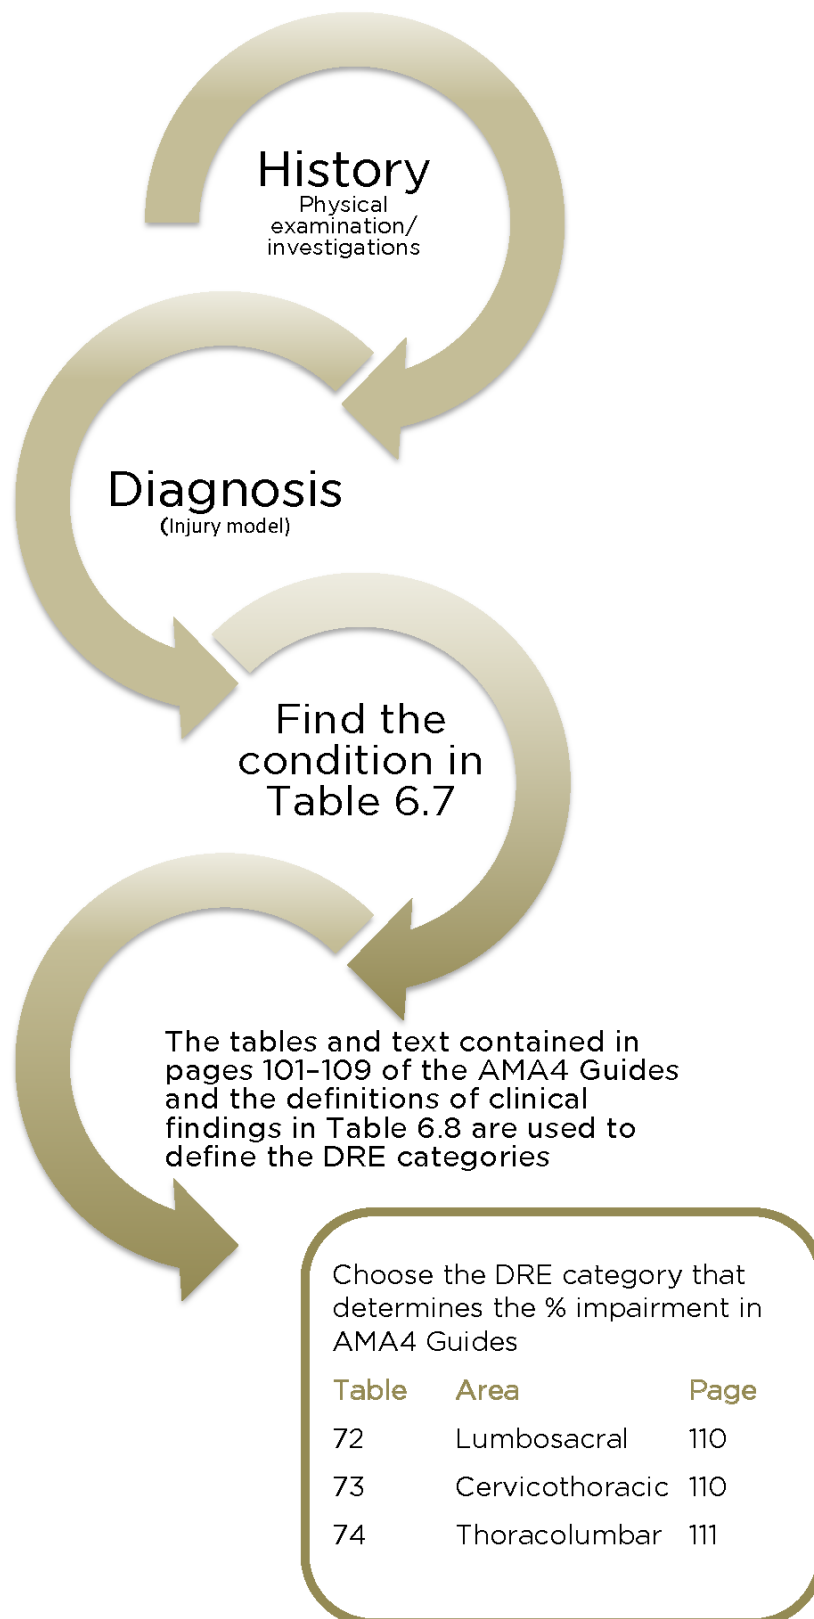 History
Physical
examination/
investigations
Diagnosis
(Injury model)
Find the
condition in
Table 6.7
The tables and text contained in
pages 101–109 of the AMA4 Guides
and the definitions of clinical
findings in Table 6.8 are used to
define the DRE categories
Choose the DRE category that
determines the % impairment in
AMA4 Guides
Table Area Page
72 Lumbosacral 110
73 Cervicothoracic 110
74 Thoracolumbar 111